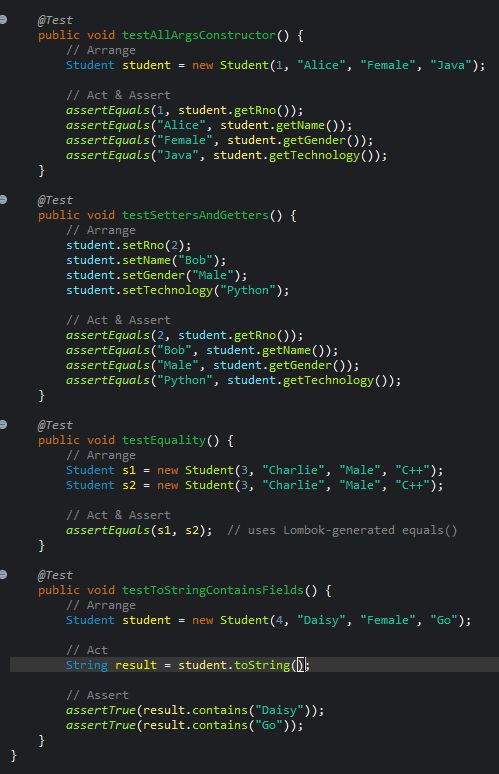 @Test
public void testAllArgsConstructor() {
// Arrange
Student student = new Student(1, "Alice", "Female", "Java");
// Act & Assert
assertEquals(1, student.getRno());
assertEquals("Alice", student.getName());
assertEquals("Female", student.getGender());
assertEquals("Java", student.getTechnology());
}
@Test
public void testSettersAndGetters() {
// Arrange
student.setRno(2);
student.setName("Bob");
student.setGender("Male");
student.setTechnology("Python");
// Act & Assert
assertEquals(2, student.getRno());
assertEquals("Bob", student.getName());
assertEquals("Male", student.getGender());
assertEquals("Python", student.getTechnology());
}
@Test
public void testEquality() {
// Arrange
Student s1 = new Student(3, "Charlie", "Male", "C++");
Student s2 = new Student(3, "Charlie", "Male", "C++");
// Act & Assert
assertEquals(s1, s2);  // uses Lombok-generated equals()
}
@Test
public void testToStringContainsFields() {
// Arrange
Student student = new Student(4, "Daisy", "Female", "Go");
// Act
String result = student.toString();
// Assert
assertTrue(result.contains("Daisy"));
assertTrue(result.contains("Go"));
}
}